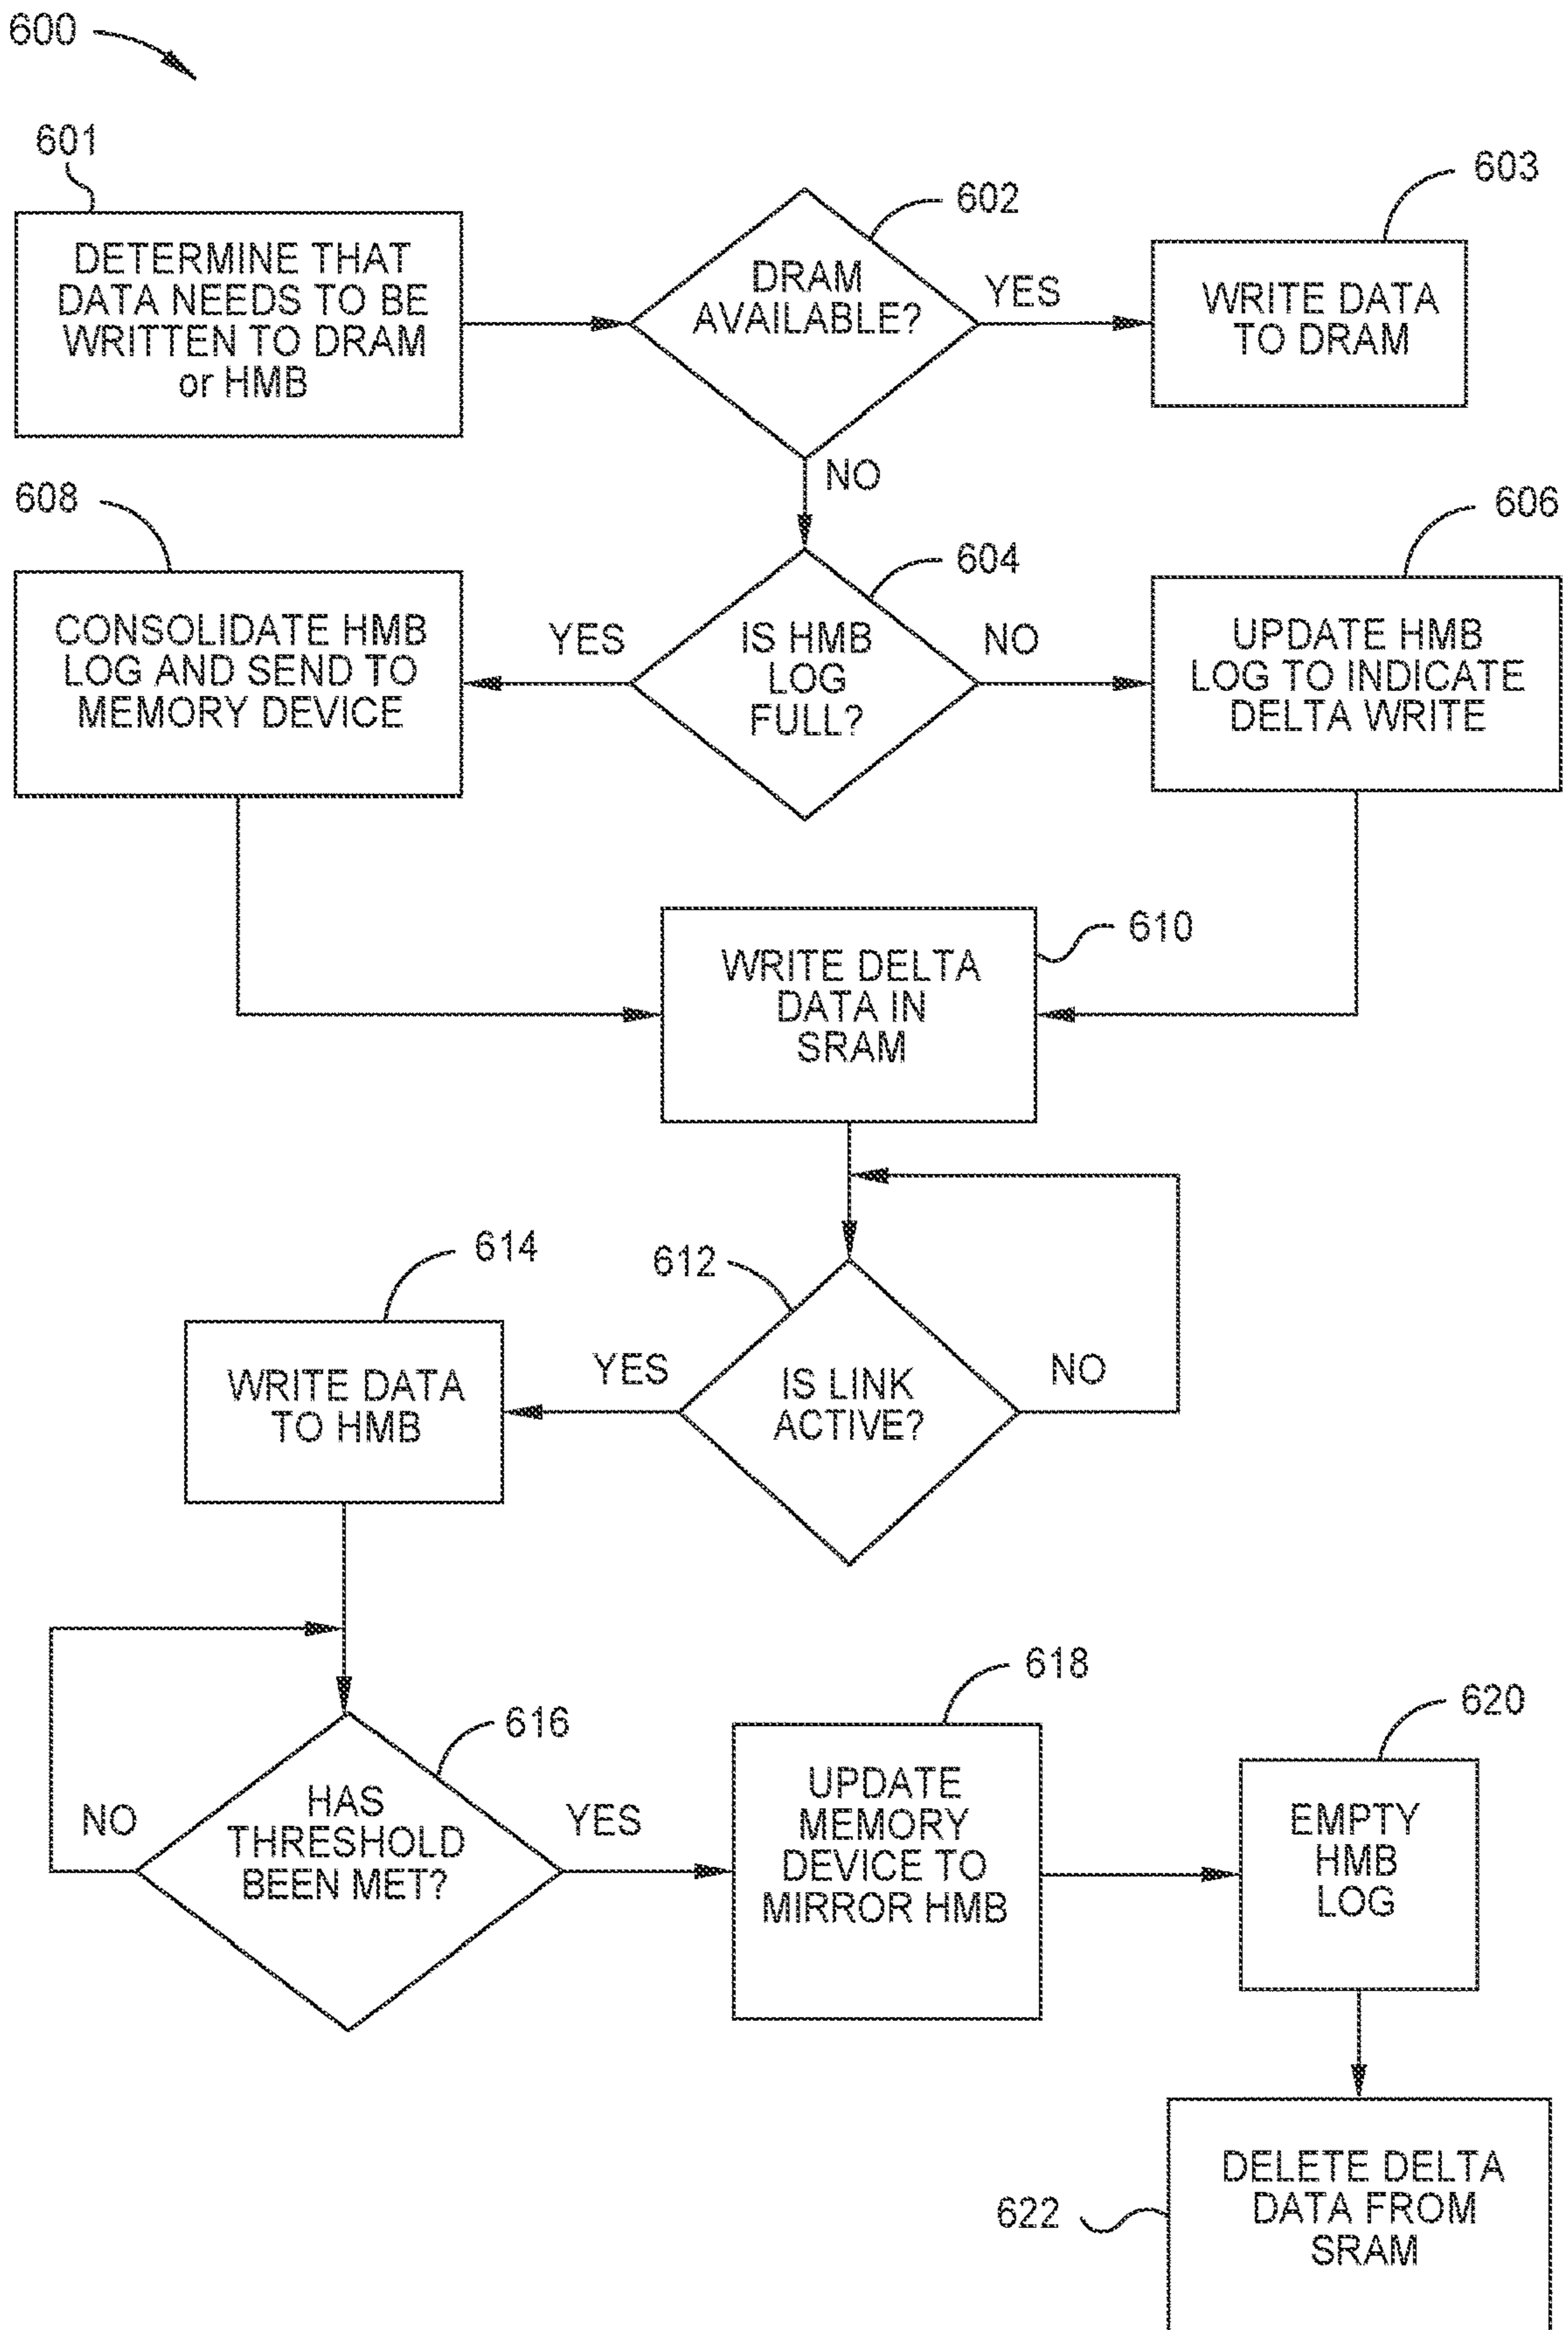 600
601
DETERMINE THAT
DATA NEEDS TO BE
WRITTEN TO DRAM
or HMB
602
DRAM
AVAILABLE?
YES
603
WRITE DATA
TO DRAM
NO
608
CONSOLIDATE HMB
LOG AND SEND TO
MEMORY DEVICE
YES
604
IS HMB
LOG
FULL?
NO
606
UPDATE HMB
LOG TO INDICATE
DELTA WRITE
610
WRITE DELTA
DATA IN
SRAM
614
WRITE DATA
TO HMB
YES
612
IS LINK
ACTIVE?
NO
616
NO
HAS
THRESHOLD
BEEN MET?
YES
618
UPDATE
MEMORY
DEVICE TO
MIRROR HMB
620
EMPTY
HMB
LOG
622
DELETE DELTA
DATA FROM
SRAM